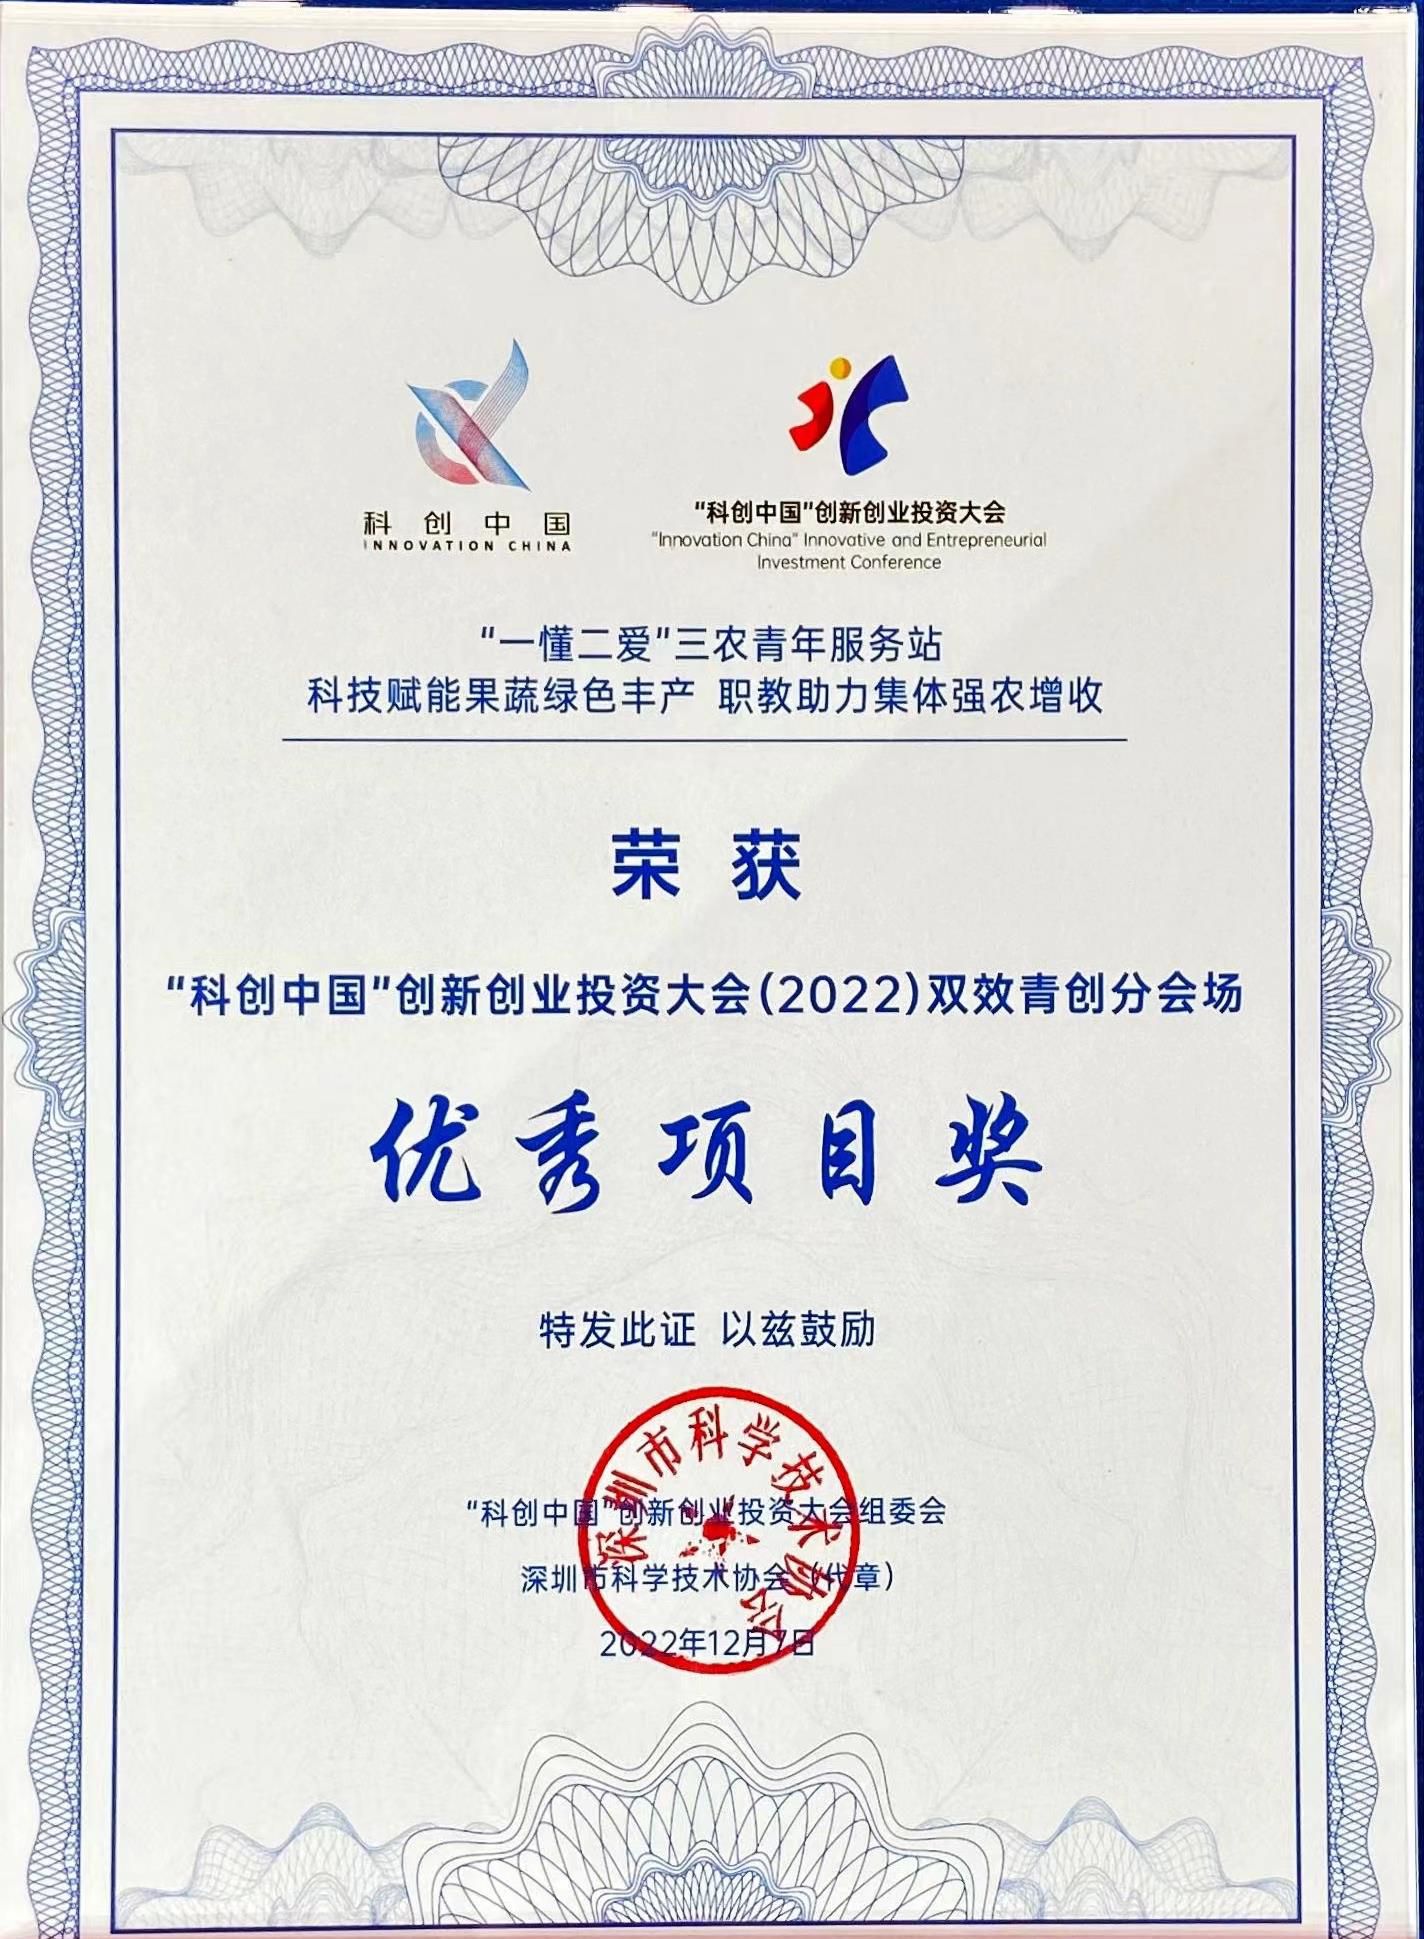 科创中国
INNOVATION CHINA
“科创中国”创新创业投资大会
“Innovation China” Innovative and Entrepreneurial
Investment Conference
“一懂二爱”三农青年服务站
科技赋能果蔬绿色丰产 职教助力集体强农增收
荣获
“科创中国”创新创业投资大会(2022)双效青创分会场
优秀项目奖
特发此证 以兹鼓励
深圳市科学技术协会
“科创中国”创新创业投资大会组委会
深圳市科学技术协会（代章）
2022年12月7日